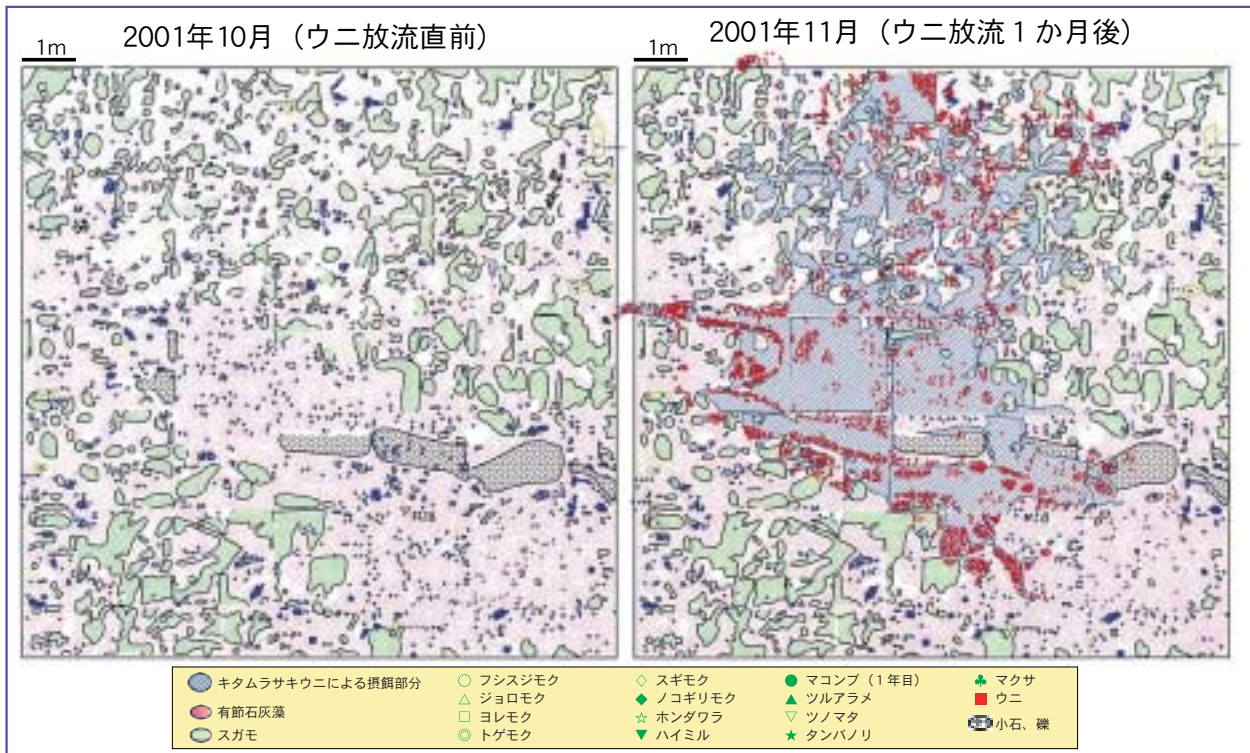 2001年10月（ウニ放流直前）
1m
2001年11月（ウニ放流１か月後）
1m
キタムラサキウニによる摂餌部分
有節石灰藻
スガモ
フシスジモク
ジョロモク
ヨレモク
トゲモク
スギモク
ノコギリモク
ホンダワラ
ハイミル
マコンブ（１年目）
ツルアラメ
ツノマタ
タンバノリ
マクサ
ウニ
小石、礫